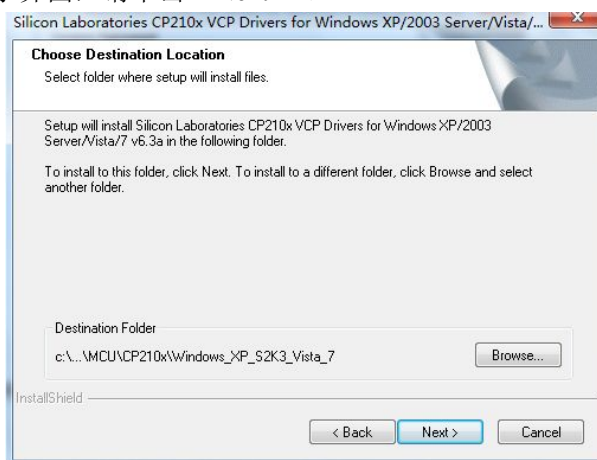 Silicon Laboratories CP210x VCP Drivers for Windows XP/2003 Server/Vista/...
Choose Destination Location
Select folder where setup will install files.
Setup will install Silicon Laboratories CP210x VCP Drivers for Windows XP/2003
Server/Vista/7 v6.3a in the following folder.
To install to this folder, click Next. To install to a different folder, click Browse and select
another folder.
Destination Folder
c:\...\MCU\CP210x\Windows_XP_S2K3_Vista_7
Browse...
InstallShield
< Back
Next >
Cancel